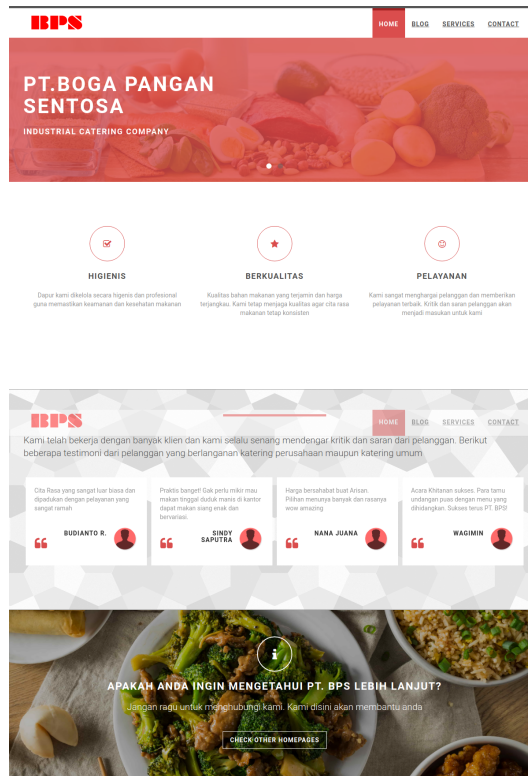 BPS
HOME BLOG SERVICES CONTACT
PT.BOGA PANGAN
SENTOSA
INDUSTRIAL CATERING COMPANY
HIGIENIS
Dapur kami dikelola secara higenis dan profesional
guna memastikan keamanan dan kesehatan makanan
BERKUALITAS
Kualitas bahan makanan yang terjamin dan harga
terjangkau. Kami tetap menjaga kualitas agar cita rasa
makanan tetap konsisten
PELAYANAN
Kami sangat menghargai pelanggan dan memberikan
pelayanan terbaik. Kritik dan saran pelanggan akan
menjadi masukan untuk kami
BPS
HOME BLOG SERVICES CONTACT
Kami telah bekerja dengan banyak klien dan kami selalu senang mendengar kritik dan saran dari pelanggan. Berikut
beberapa testimoni dari pelanggan yang berlanganan katering perusahaan maupun katering umum
Cita Rasa yang sangat luar biasa dan
dipadukan dengan pelayanan yang
sangat ramah
BUDIANTO R.
Praktis banget! Gak perlu mikir mau
makan tinggal duduk manis di kantor
dapat makan siang enak dan
bervariasi.
SINDY
SAPUTRA
Harga bersahabat buat Arisan.
Pilihan menunya banyak dan rasanya
wow amazing
NANA JUANA
Acara Khitanan sukses. Para tamu
undangan puas dengan menu yang
dihidangkan. Sukses terus PT. BPS!
WAGIMIN
APAKAH ANDA INGIN MENGETAHUI PT. BPS LEBIH LANJUT?
Jangan ragu untuk menghubungi kami. Kami disini akan membantu anda
CHECK OTHER HOMEPAGES